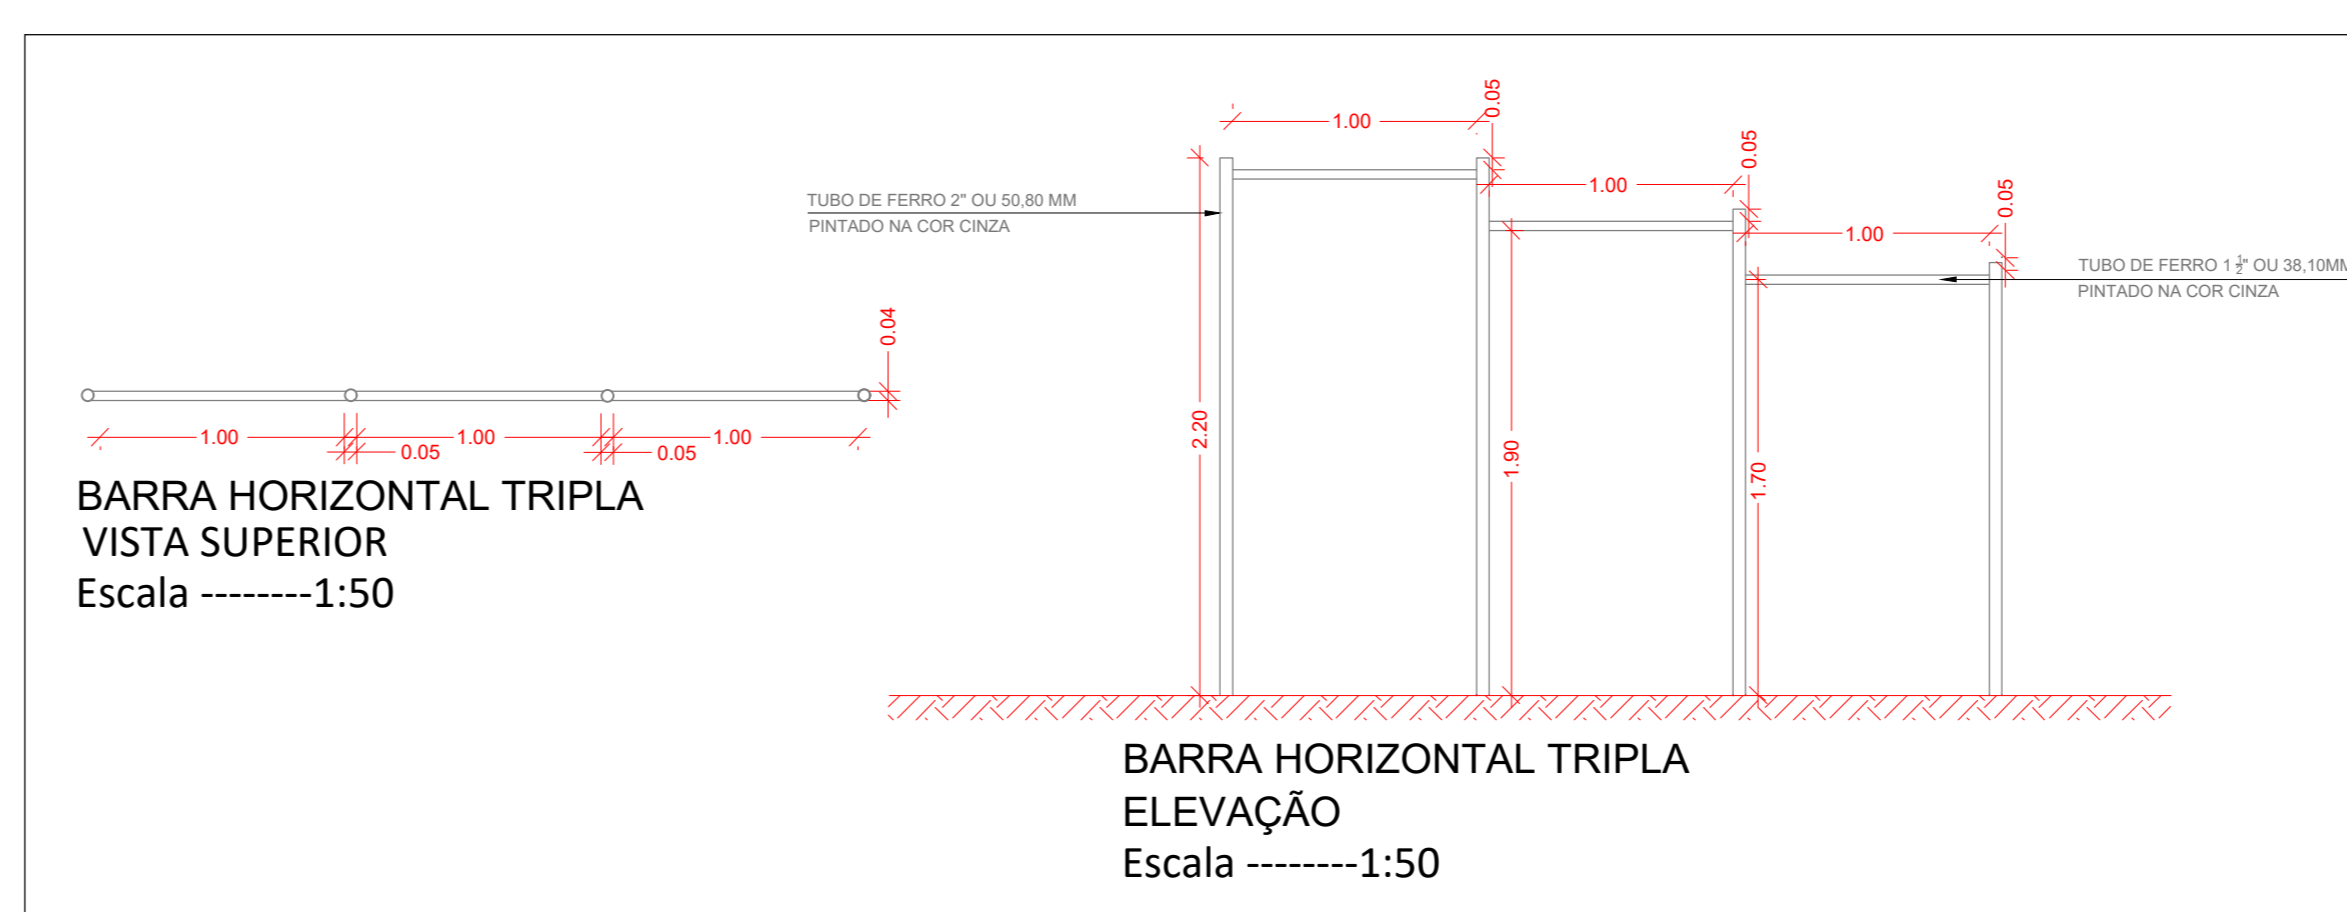 1.00
0.05
0.05
1.00
0.05
1.00
TUBO DE FERRO 2" OU 50,80 MM
PINTADO NA COR CINZA
TUBO DE FERRO 1 ½" OU 38,10MM
PINTADO NA COR CINZA
2.20
1.90
1.70
0.04
1.00
1.00
1.00
0.05
0.05
BARRA HORIZONTAL TRIPLA
VISTA SUPERIOR
Escala --------1:50
BARRA HORIZONTAL TRIPLA
ELEVAÇÃO
Escala --------1:50